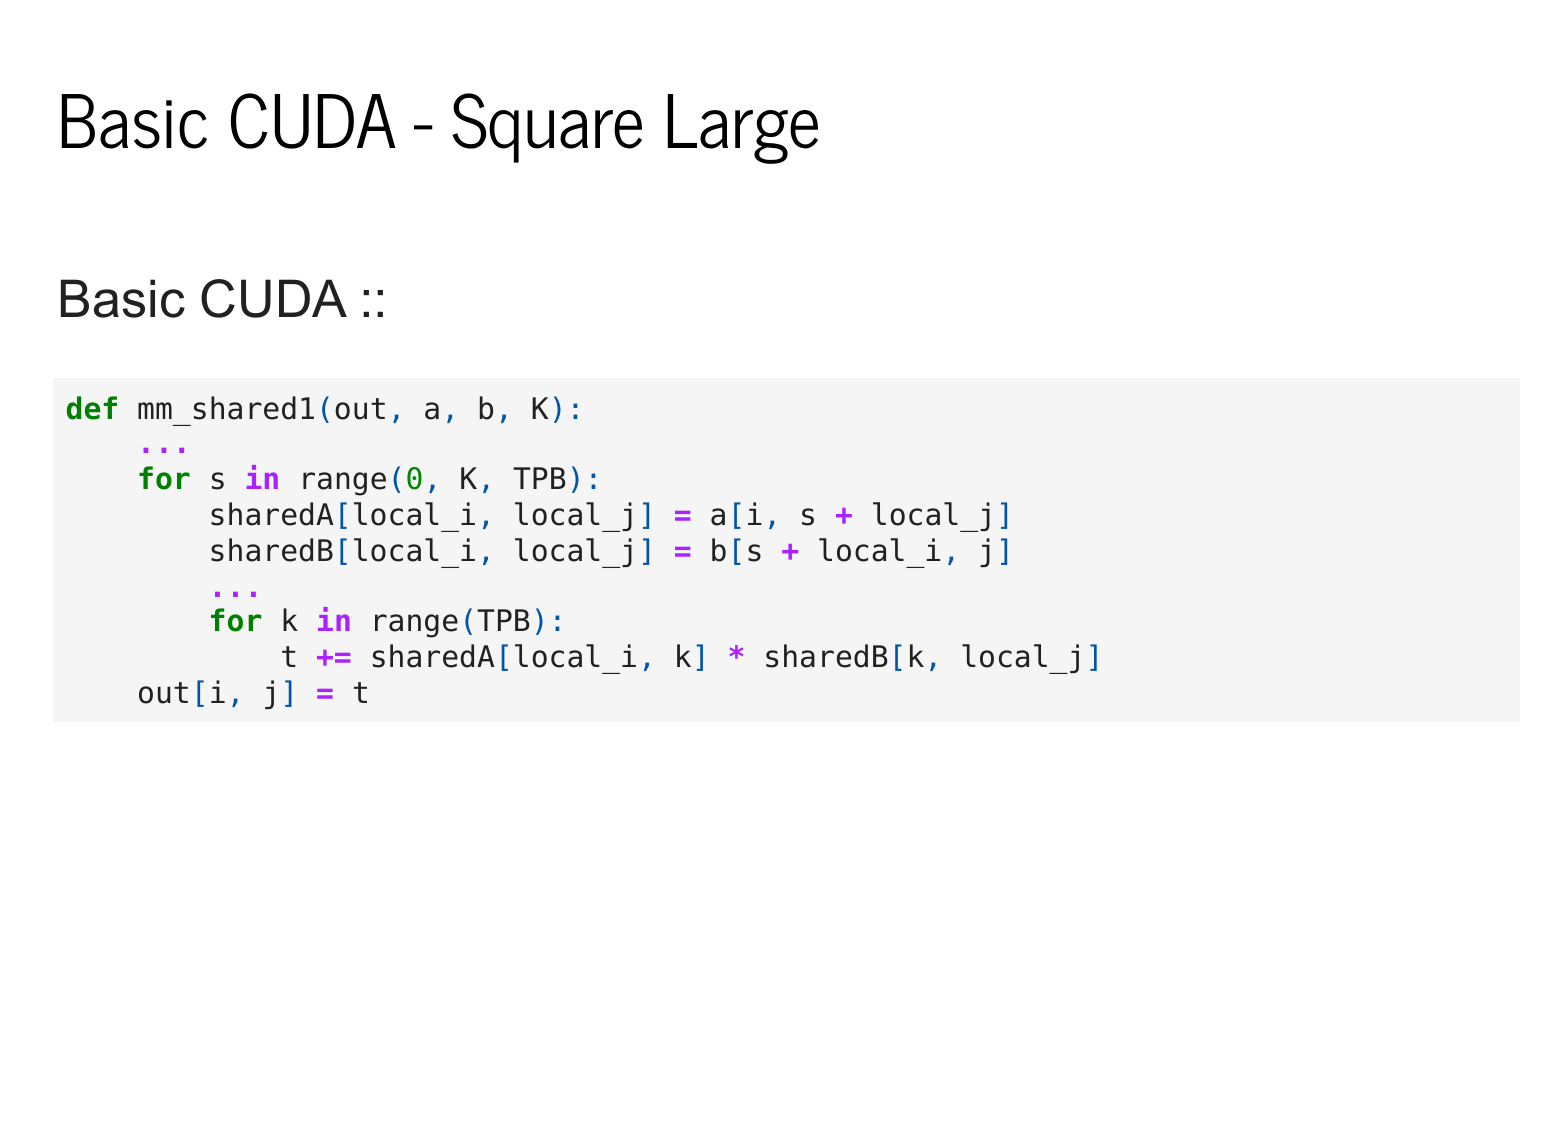 Basic CUDA - Square Large
Basic CUDA ::
def mm_shared1(out, a, b, K):
    ...
    for s in range(0, K, TPB):
        sharedA[local_i, local_j] = a[i, s + local_j]
        sharedB[local_i, local_j] = b[s + local_i, j]
        ...
        for k in range(TPB):
            t += sharedA[local_i, k] * sharedB[k, local_j]
    out[i, j] = t